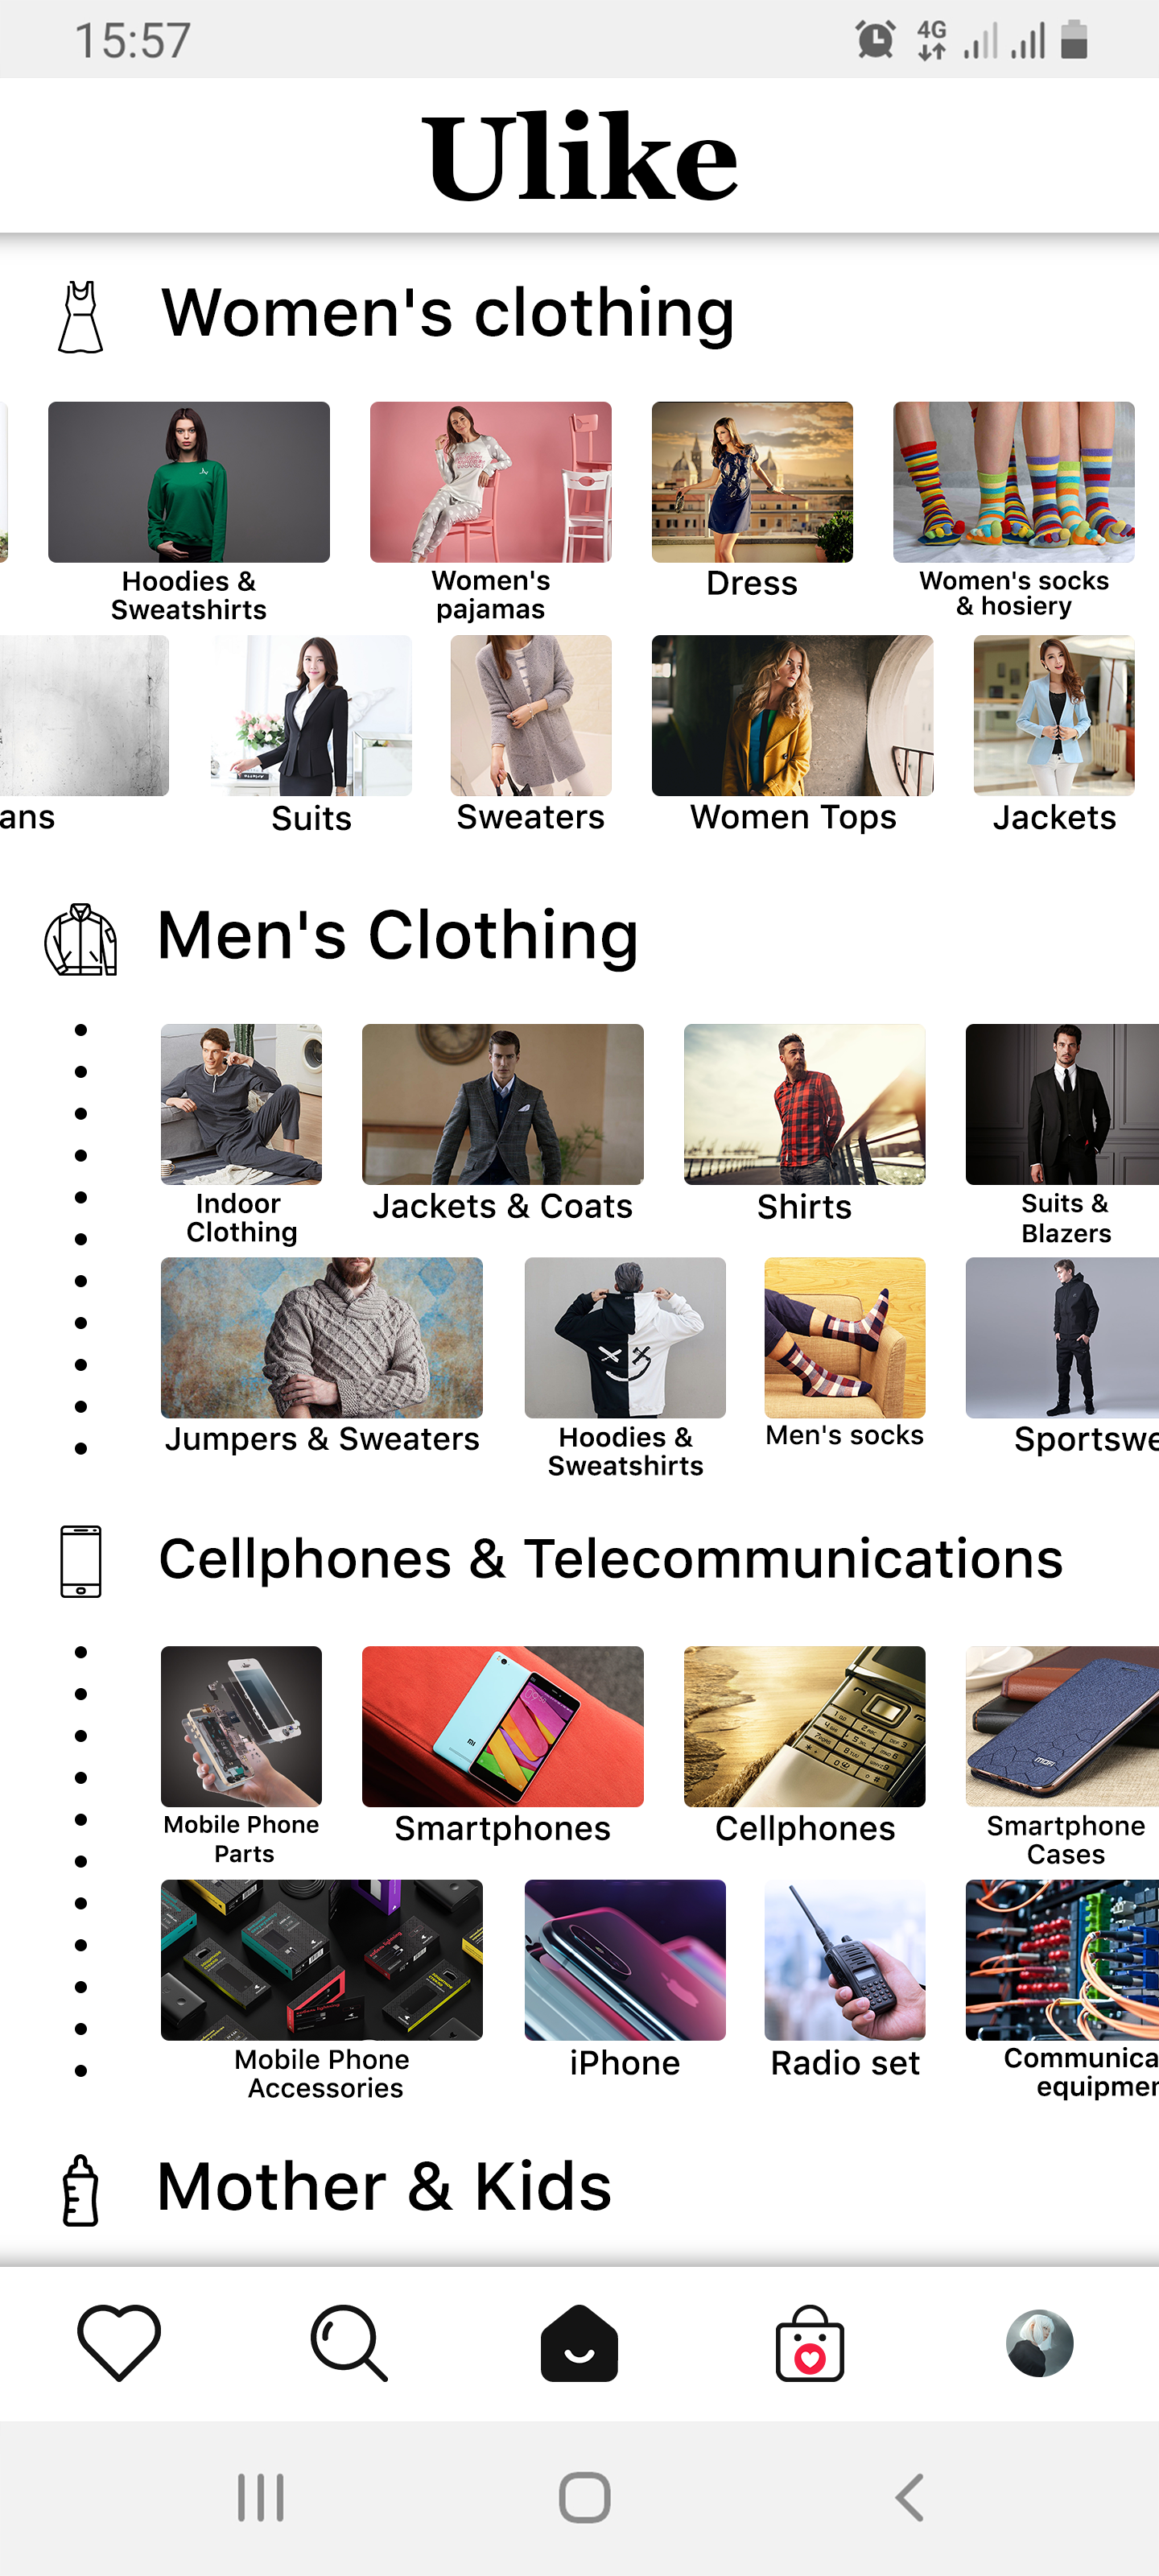 15:57
4G
Ulike
Women's clothing
Hoodies &
Sweatshirts
Women's
pajamas
Dress
Women's socks
& hosiery
ans
Suits
Sweaters
Women Tops
Jackets
Men's Clothing
Indoor
Clothing
Jackets & Coats
Shirts
Suits &
Blazers
Jumpers & Sweaters
Hoodies &
Sweatshirts
Men's socks
Sportswe
Cellphones & Telecommunications
Mobile Phone
Parts
Smartphones
Cellphones
Smartphone
Cases
Mobile Phone
Accessories
iPhone
Radio set
Communica
equipmen
Mother & Kids